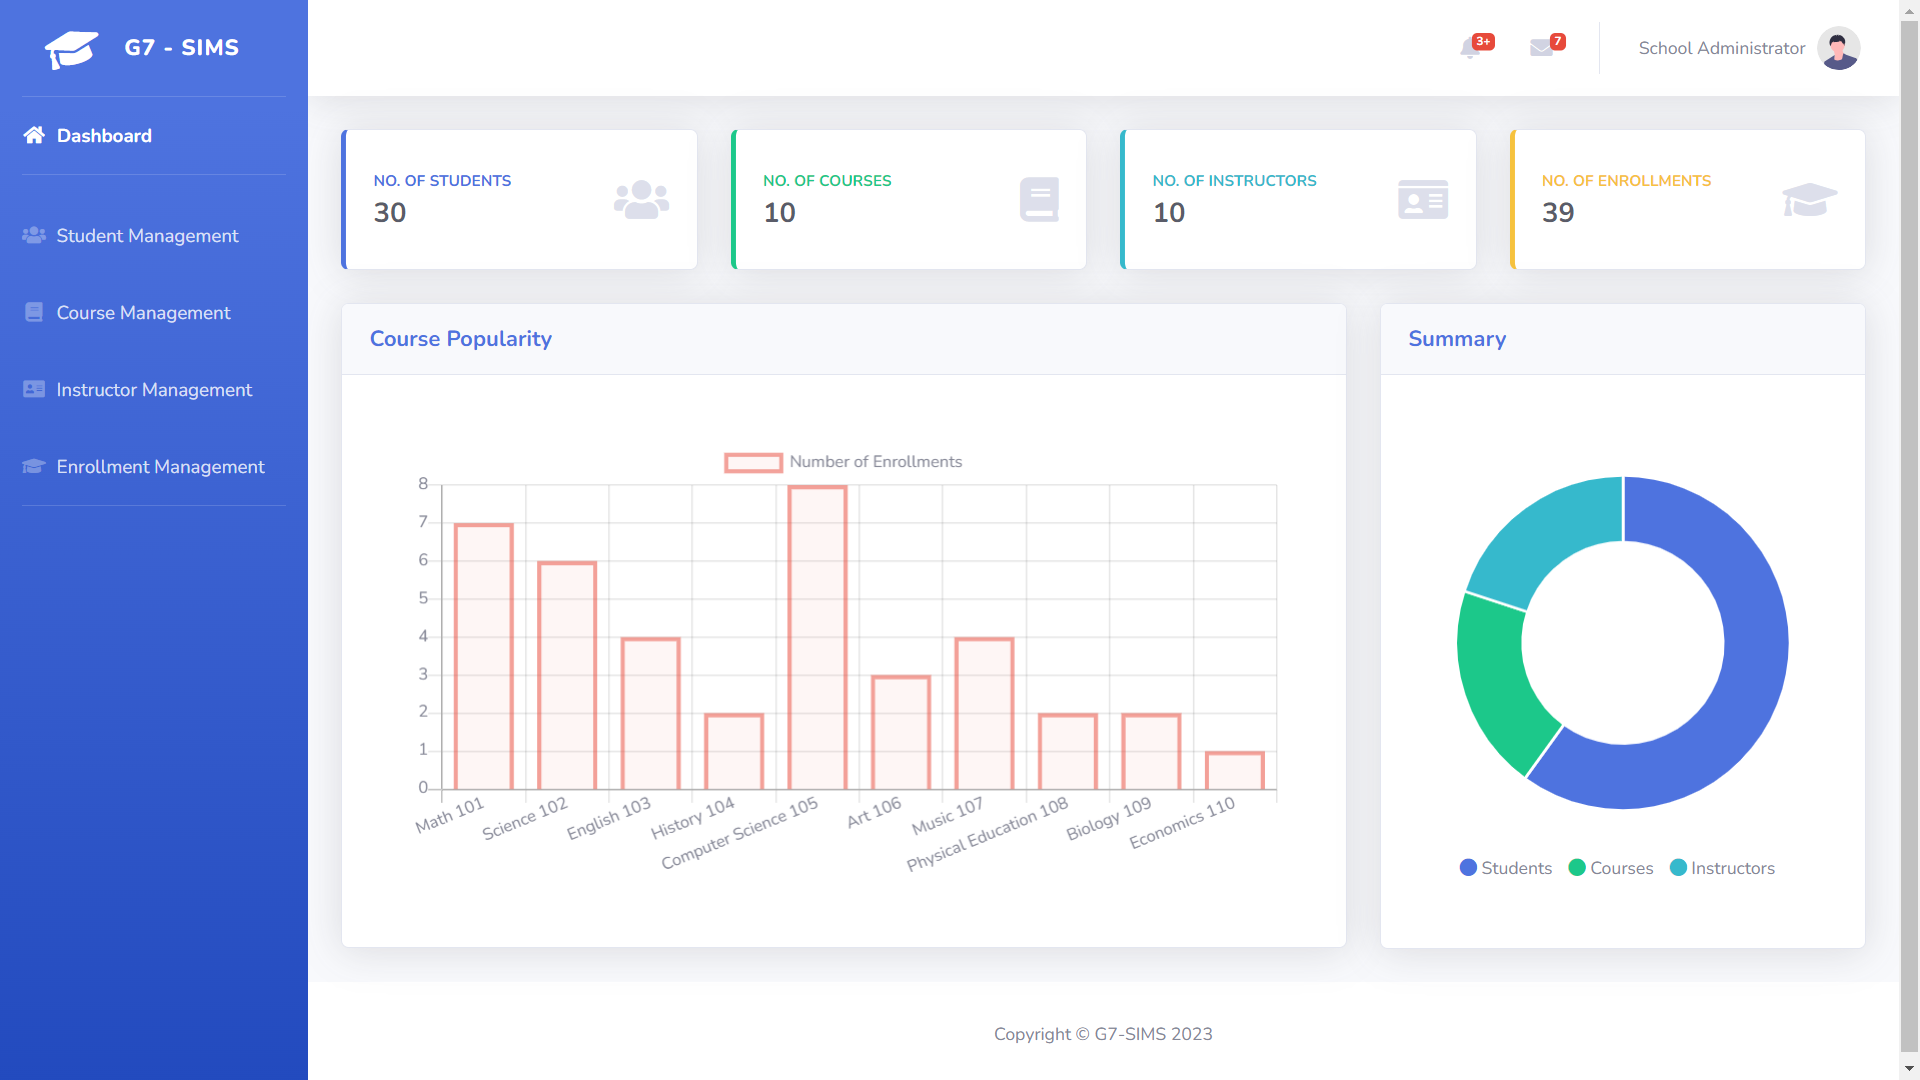 G7 - SIMS
Dashboard
Student Management
Course Management
Instructor Management
Enrollment Management
3+
7
School Administrator
NO. OF STUDENTS
30
NO. OF COURSES
10
NO. OF INSTRUCTORS
10
NO. OF ENROLLMENTS
39
Course Popularity
Number of Enrollments
8
7
6
5
4
3
2
1
0
Math 101
Science 102
English 103
History 104
Computer Science 105
Art 106
Music 107
Physical Education 108
Biology 109
Economics 110
Summary
Students
Courses
Instructors
Copyright © G7-SIMS 2023